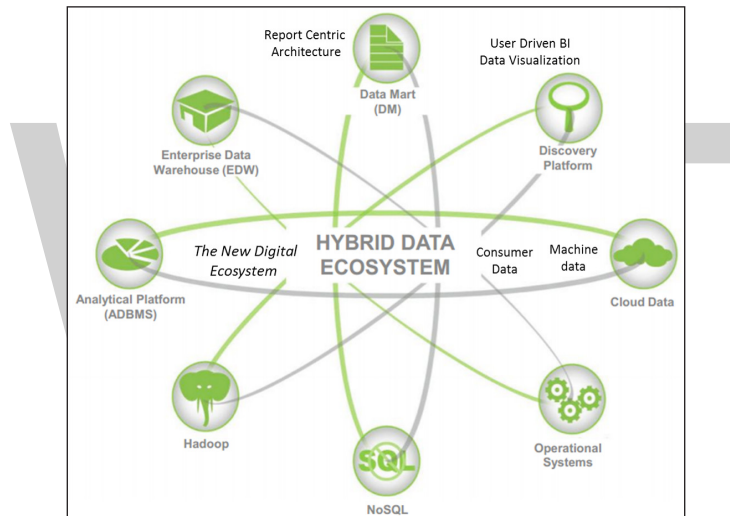 Report Centric
Architecture
User Driven BI
Data Visualization
Data Mart
(DM)
Enterprise Data
Warehouse (EDW)
Discovery
Platform
The New Digital
Ecosystem
HYBRID DATA
ECOSYSTEM
Consumer
Data
Machine
data
Analytical Platform
(ADBMS)
Cloud Data
Hadoop
SQL
NoSQL
Operational
Systems